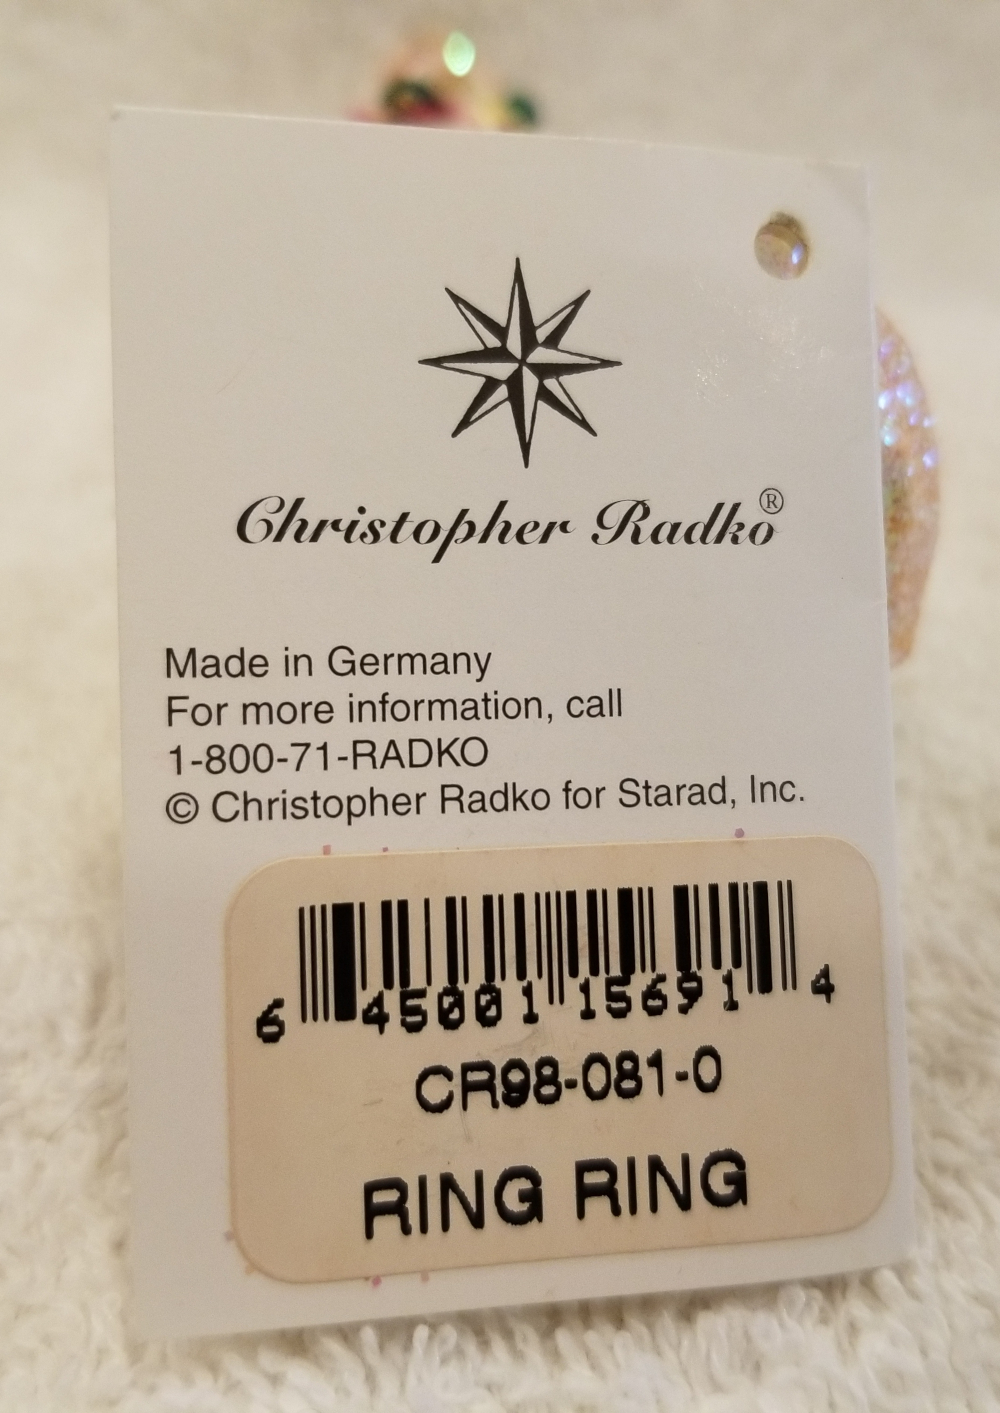 Christopher Radko®
Made in Germany
For more information, call
1-800-71-RADKO
© Christopher Radko for Starad, Inc.
6 45001 15691 4
CR98-081-0
RING RING